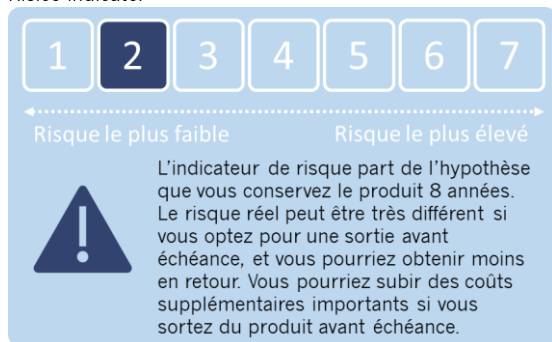 1 2 3 4 5 6 7
Risque le plus faible Risque le plus élevé
L'indicateur de risque part de l'hypothèse
que vous conservez le produit 8 années.
Le risque réel peut être très différent si
vous optez pour une sortie avant
échéance, et vous pourriez obtenir moins
en retour. Vous pourriez subir des coûts
supplémentaires importants si vous
sortez du produit avant échéance.